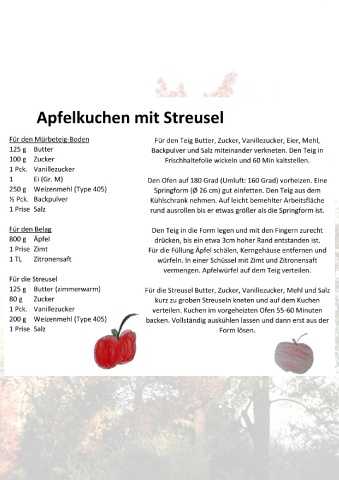 Apfelkuchen mit Streusel
Für den Mürbeteig-Boden
125 g Butter
100 g Zucker
1 Pck. Vanillezucker
1 Ei (Gr. M)
250 g Weizenmehl (Type 405)
½ Pck. Backpulver
1 Prise Salz
Für den Belag
800 g Äpfel
1 Prise Zimt
1 TL Zitronensaft
Für die Streusel
125 g Butter (zimmerwarm)
80 g Zucker
1 Pck. Vanillezucker
200 g Weizenmehl (Type 405)
1 Prise Salz
Für den Teig Butter, Zucker, Vanillezucker, Eier, Mehl,
Backpulver und Salz miteinander verkneten. Den Teig in
Frischhaltefolie wickeln und 60 Min kaltstellen.
Den Ofen auf 180 Grad (Umluft: 160 Grad) vorheizen. Eine
Springform (Ø 26 cm) gut einfetten. Den Teig aus dem
Kühlschrank nehmen. Auf leicht bemehlter Arbeitsfläche
rund ausrollen bis er etwas größer als die Springform ist.
Den Teig in die Form legen und mit den Fingern zurecht
drücken, bis ein etwa 3cm hoher Rand entstanden ist.
Für die Füllung Äpfel schälen, Kerngehäuse entfernen und
würfeln. In einer Schüssel mit Zimt und Zitronensaft
vermengen. Apfelwürfel auf dem Teig verteilen.
Für die Streusel Butter, Zucker, Vanillezucker, Mehl und Salz
kurz zu groben Streuseln kneten und auf dem Kuchen
verteilen. Kuchen im vorgeheizten Ofen 55-60 Minuten
backen. Vollständig auskühlen lassen und dann erst aus der
Form lösen.